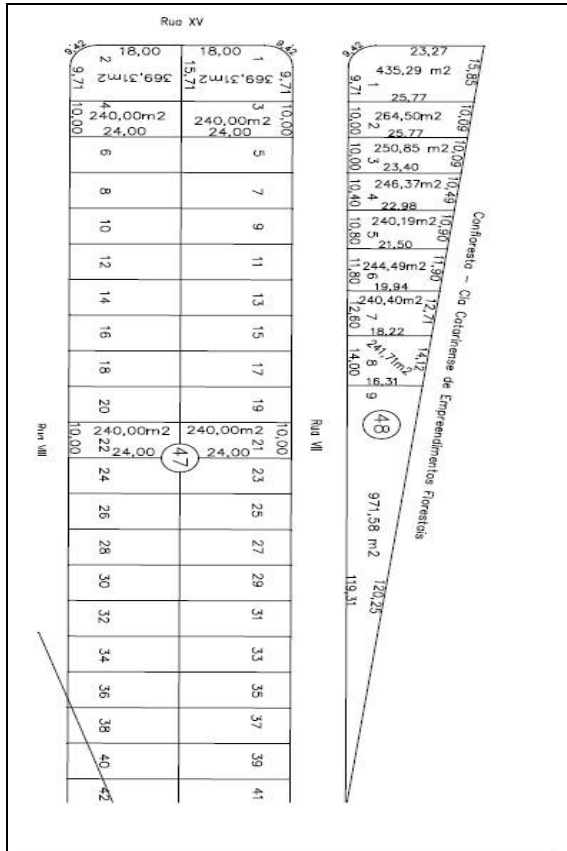 Rua XV
9,42 18,00 18,00 9,42
2 1
9,71 369,31m2 15,71 369,31m2 9,71
4 3
10,00 240,00m2 240,00m2 10,00
24,00 24,00
6 5
8 7
10 9
12 11
14 13
16 15
18 17
20 19
10,00 240,00m2 240,00m2 10,00
22 21
24,00 24,00
47
24 23
26 25
28 27
30 29
32 31
34 33
36 35
38 37
40 39
42 41
Rua VIII
Rua VII
9,42 23,27
435,29 m2 15,85
9,71 1
25,77
10,00 264,50m2 10,09
2
25,77
10,00 250,85 m2 10,09
3
23,40
10,40 246,37m2 10,49
4
22,98
10,80 240,19m2 10,90
5
21,50
11,80 244,49m2 11,90
6
19,94
12,60 240,40m2 12,71
7
18,22
14,00 241,71m2 14,12
8
16,31
9
48
971,58 m2
119,31 120,25
Confloresta - Cia Catarinense de Empreendimentos Florestais